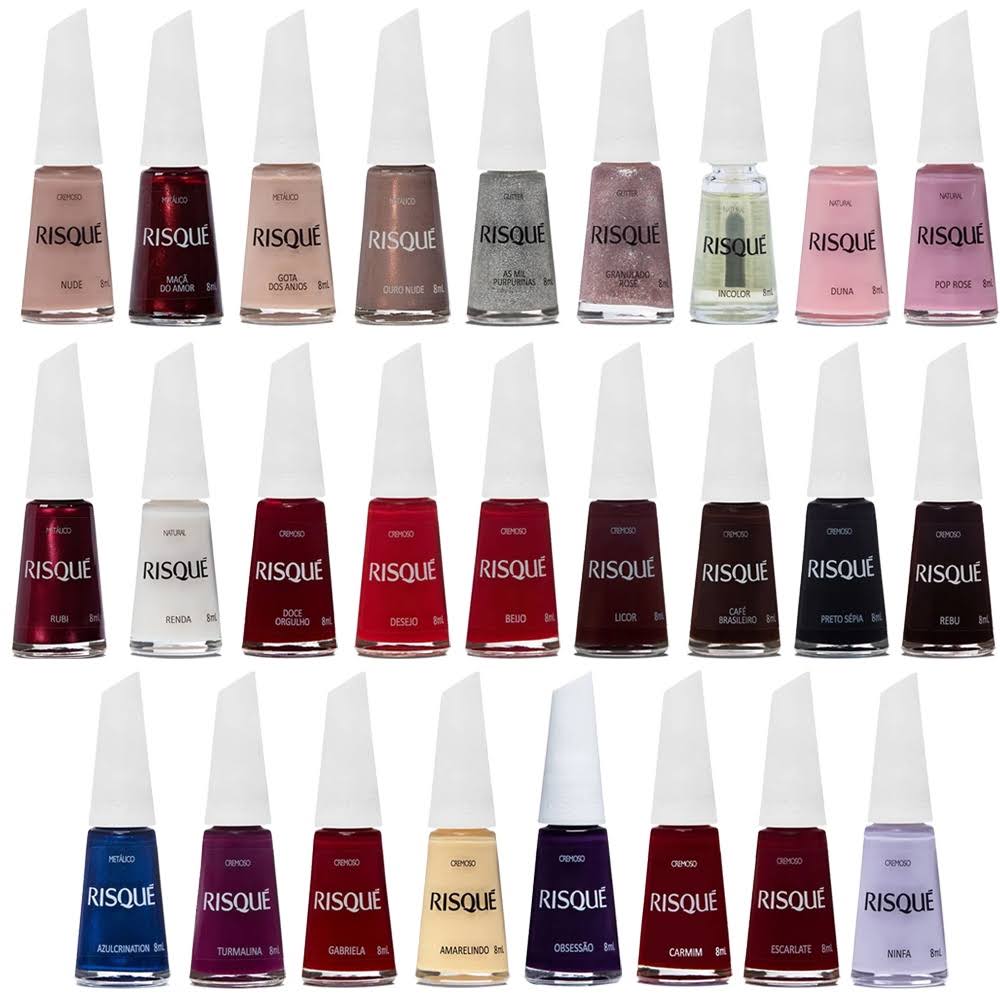 CREMOSO
RISQUÉ
NUDE 8mL
METÁLICO
RISQUÉ
MAÇÃ
DO AMOR 8mL
METÁLICO
RISQUÉ
GOTA
DOS ANJOS 8mL
METÁLICO
RISQUÉ
OURO NUDE 8mL
GLITTER
RISQUÉ
AS MIL
PURPURINAS 8mL
GLITTER
RISQUÉ
GRANULADO
ROSÉ 8mL
NATURAL
RISQUÉ
INCOLOR 8mL
NATURAL
RISQUÉ
DUNA 8mL
NATURAL
RISQUÉ
POP ROSE 8mL
METÁLICO
RISQUÉ
RUBI 8mL
NATURAL
RISQUÉ
RENDA 8mL
CREMOSO
RISQUÉ
DOCE
ORGULHO 8mL
CREMOSO
RISQUÉ
DESEJO 8mL
CREMOSO
RISQUÉ
BEIJO 8mL
CREMOSO
RISQUÉ
LICOR 8mL
CREMOSO
RISQUÉ
CAFÉ
BRASILEIRO 8mL
CREMOSO
RISQUÉ
PRETO SÉPIA 8mL
CREMOSO
RISQUÉ
REBU 8mL
METÁLICO
RISQUÉ
AZULCRINATION 8mL
CREMOSO
RISQUÉ
TURMALINA 8mL
CREMOSO
RISQUÉ
GABRIELA 8mL
CREMOSO
RISQUÉ
AMARELINDO 8mL
CREMOSO
RISQUÉ
OBSESSÃO 8mL
CREMOSO
RISQUÉ
CARMIM 8mL
CREMOSO
RISQUÉ
ESCARLATE 8mL
CREMOSO
RISQUÉ
NINFA 8mL